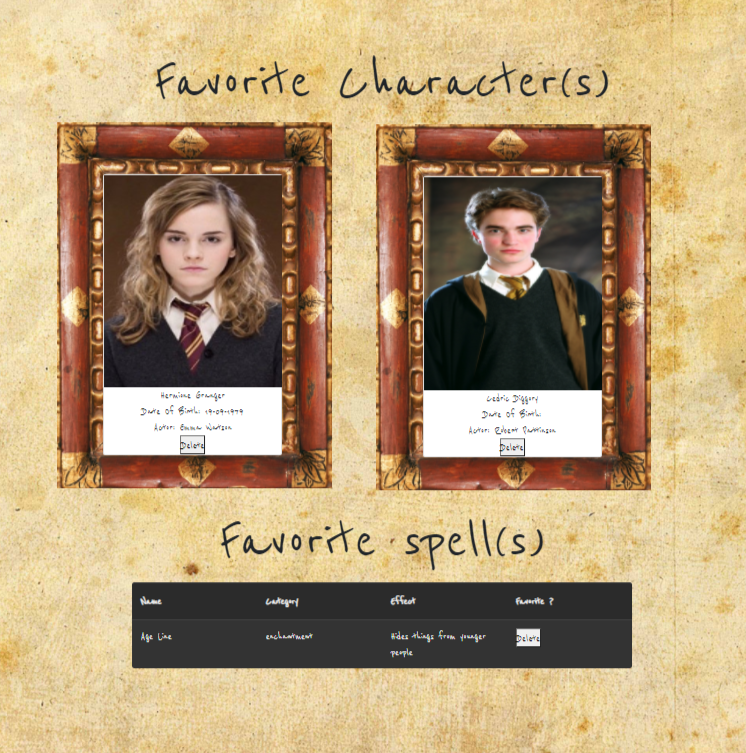 Favorite Character(s)
Hermione Granger
Date Of Birth: 19-09-1979
Actor: Emma Watson
Delete
Cedric Diggory
Date Of Birth:
Actor: Robert Pattinson
Delete
Favorite spell(s)
Name Category Effect Favorite ?
Age Line enchantment Hides things from younger people Delete